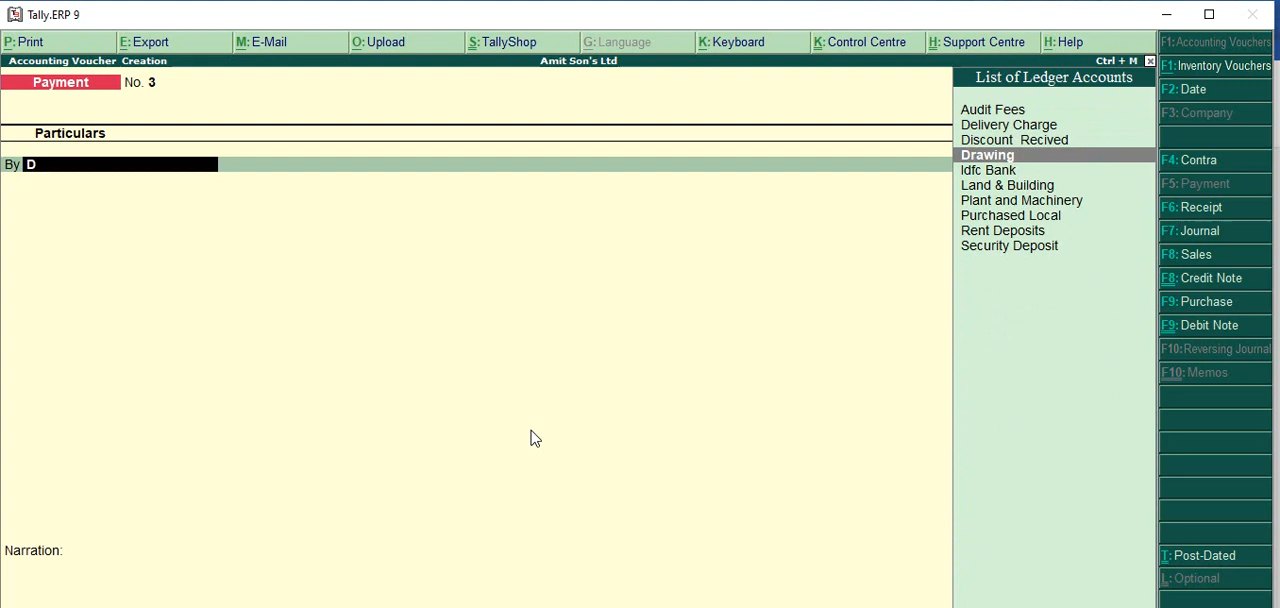 Tally.ERP 9
P: Print E: Export M: E-Mail O: Upload S: TallyShop G: Language K: Keyboard K: Control Centre H: Support Centre H: Help
Accounting Voucher Creation Amit Son's Ltd Ctrl + M
Payment No. 3
Particulars
By D
Narration:
List of Ledger Accounts
Audit Fees
Delivery Charge
Discount Recived
Drawing
Idfc Bank
Land & Building
Plant and Machinery
Purchased Local
Rent Deposits
Security Deposit
F1: Accounting Vouchers
F1: Inventory Vouchers
F2: Date
F3: Company
F4: Contra
F5: Payment
F6: Receipt
F7: Journal
F8: Sales
F8: Credit Note
F9: Purchase
F9: Debit Note
F10: Reversing Journal
F10: Memos
T: Post-Dated
L: Optional